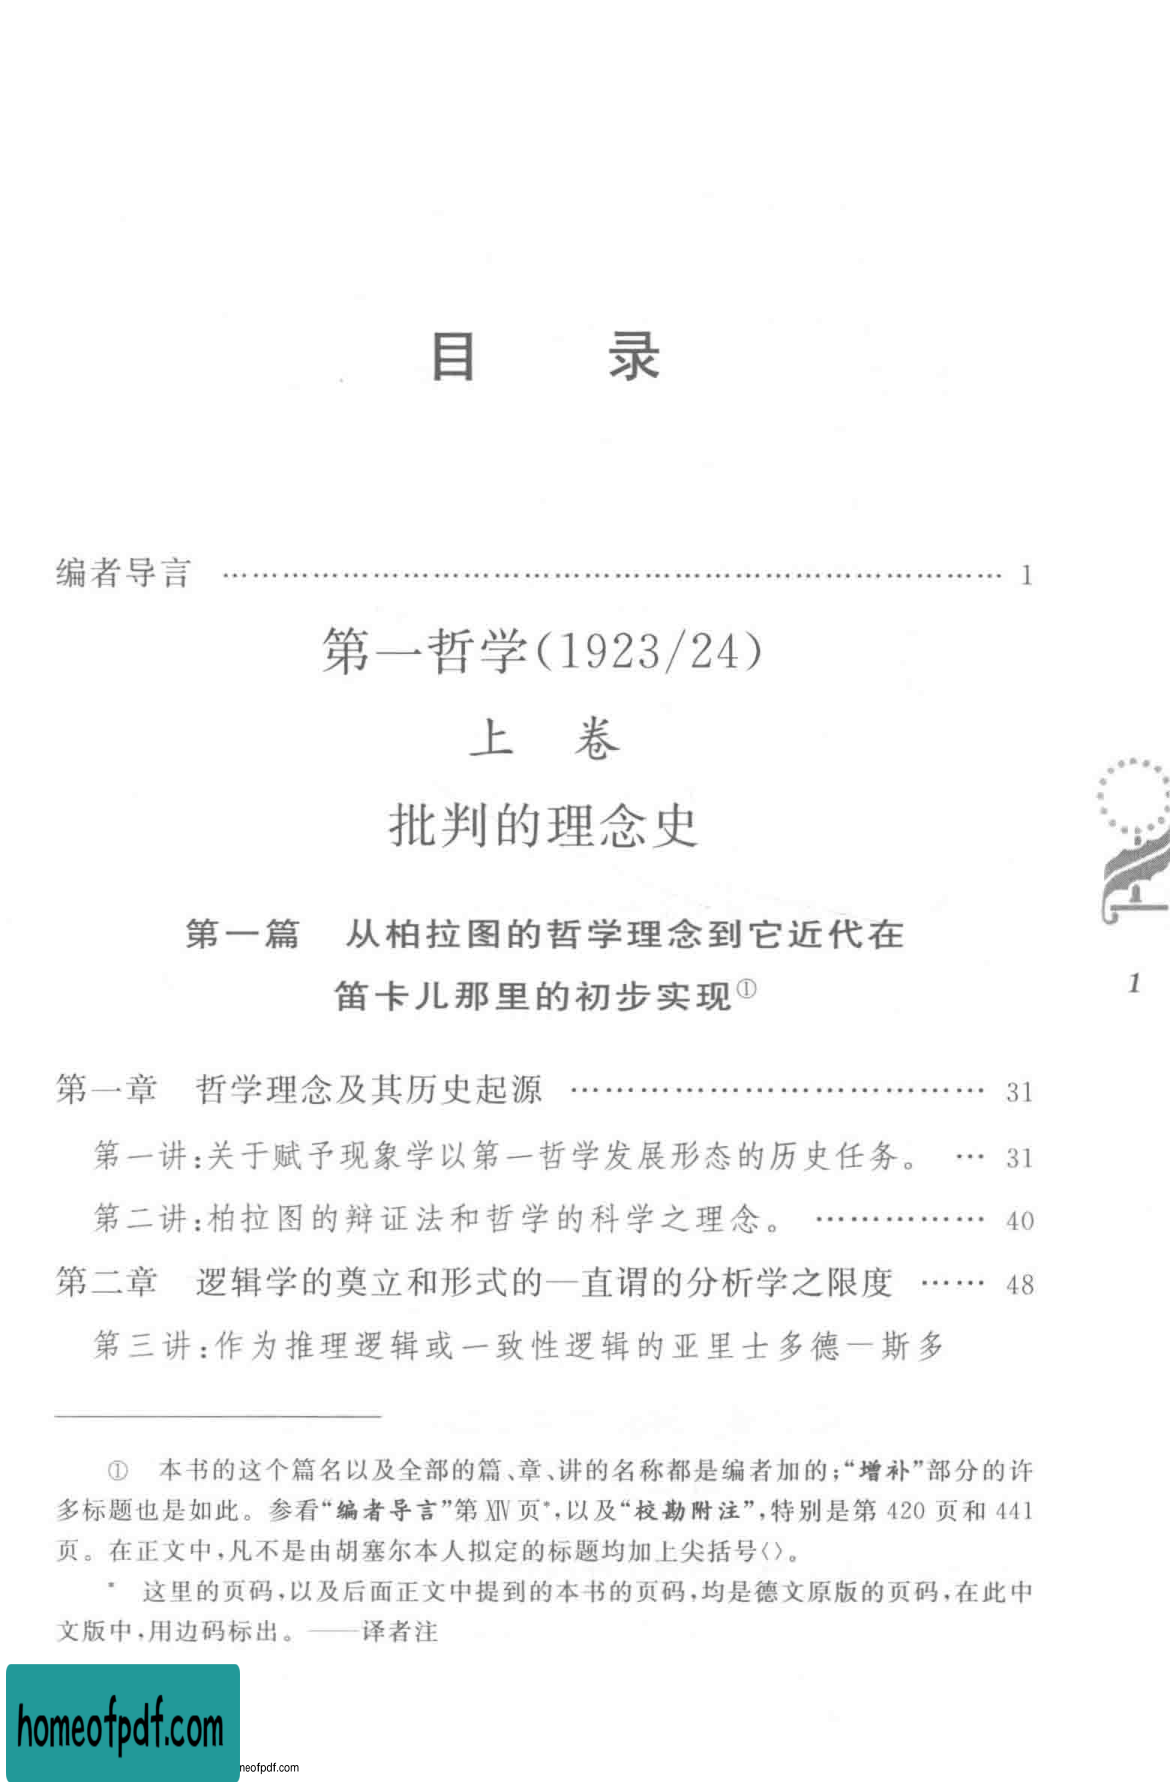 目 录
编者导言 …………………………………………………………………… 1
第一哲学(1923/24)
上 卷
批判的理念史
第一篇 从柏拉图的哲学理念到它近代在
笛卡儿那里的初步实现①
1
第一章 哲学理念及其历史起源 ……………………………… 31
第一讲:关于赋予现象学以第一哲学发展形态的历史任务。 … 31
第二讲:柏拉图的辩证法和哲学的科学之理念。 …………… 40
第二章 逻辑学的奠立和形式的—直谓的分析学之限度 …… 48
第三讲:作为推理逻辑或一致性逻辑的亚里士多德—斯多
① 本书的这个篇名以及全部的篇、章、讲的名称都是编者加的;“增补”部分的许
多标题也是如此。参看“编者导言”第 XIV 页*,以及“校勘附注”,特别是第 420 页和 441
页。在正文中,凡不是由胡塞尔本人拟定的标题均加上尖括号〈〉。
* 这里的页码,以及后面正文中提到的本书的页码,均是德文原版的页码,在此中
文版中,用边码标出。——译者注
homeofpdf.com
neofpdf.com